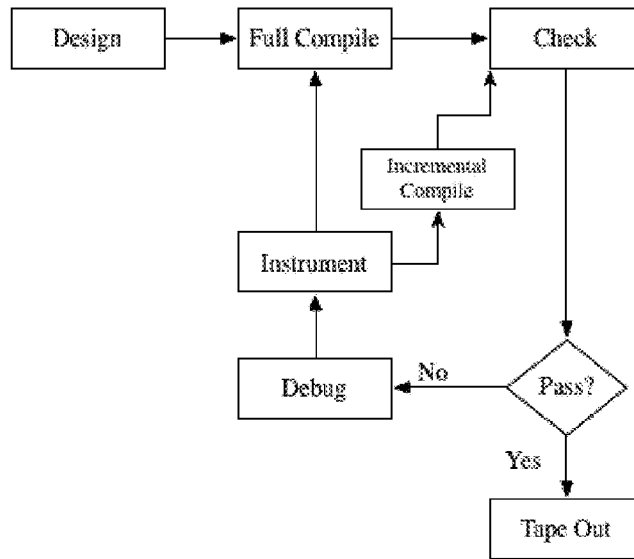 Design
Full Compile
Check
Incremental
Compile
Instrument
Debug
No
Pass?
Yes
Tape Out